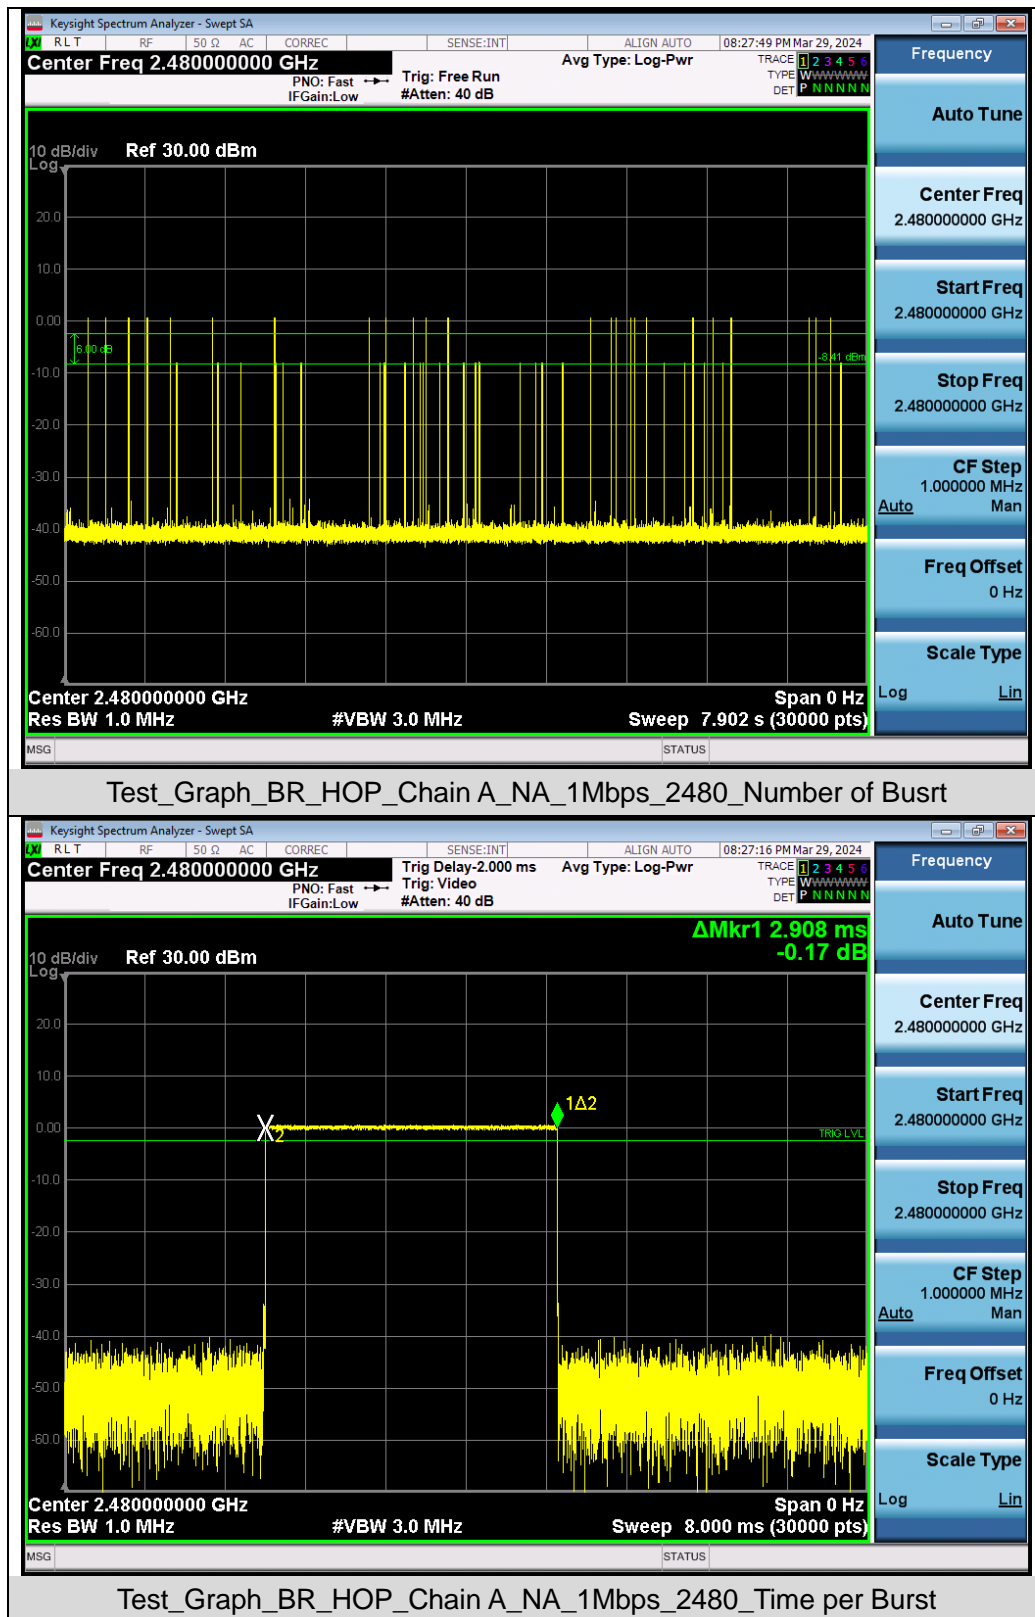 Keysight Spectrum Analyzer - Swept SA
LXI RLT RF 50 Ω AC CORREC SENSE:INT ALIGN AUTO 08:27:49 PM Mar 29, 2024
Center Freq 2.480000000 GHz
PNO: Fast
IFGain:Low
Trig: Free Run
#Atten: 40 dB
Avg Type: Log-Pwr
TRACE 1 2 3 4 5 6
TYPE WWWWWW
DET P N N N N N
10 dB/div Ref 30.00 dBm
Log
20.0
10.0
0.00
6.00 dB
-8.41 dBm
-10.0
-20.0
-30.0
-40.0
-50.0
-60.0
Center 2.480000000 GHz Span 0 Hz
Res BW 1.0 MHz #VBW 3.0 MHz Sweep 7.902 s (30000 pts)
MSG STATUS
Frequency
Auto Tune
Center Freq
2.480000000 GHz
Start Freq
2.480000000 GHz
Stop Freq
2.480000000 GHz
CF Step
1.000000 MHz
Auto Man
Freq Offset
0 Hz
Scale Type
Log Lin
Test_Graph_BR_HOP_Chain A_NA_1Mbps_2480_Number of Busrt
Keysight Spectrum Analyzer - Swept SA
LXI RLT RF 50 Ω AC CORREC SENSE:INT ALIGN AUTO 08:27:16 PM Mar 29, 2024
Center Freq 2.480000000 GHz
PNO: Fast
IFGain:Low
Trig Delay-2.000 ms
Trig: Video
#Atten: 40 dB
Avg Type: Log-Pwr
TRACE 1 2 3 4 5 6
TYPE WWWWWW
DET P N N N N N
ΔMkr1 2.908 ms
-0.17 dB
10 dB/div Ref 30.00 dBm
Log
20.0
10.0
1Δ2
0.00
2
TRIG LVL
-10.0
-20.0
-30.0
-40.0
-50.0
-60.0
Center 2.480000000 GHz Span 0 Hz
Res BW 1.0 MHz #VBW 3.0 MHz Sweep 8.000 ms (30000 pts)
MSG STATUS
Frequency
Auto Tune
Center Freq
2.480000000 GHz
Start Freq
2.480000000 GHz
Stop Freq
2.480000000 GHz
CF Step
1.000000 MHz
Auto Man
Freq Offset
0 Hz
Scale Type
Log Lin
Test_Graph_BR_HOP_Chain A_NA_1Mbps_2480_Time per Burst